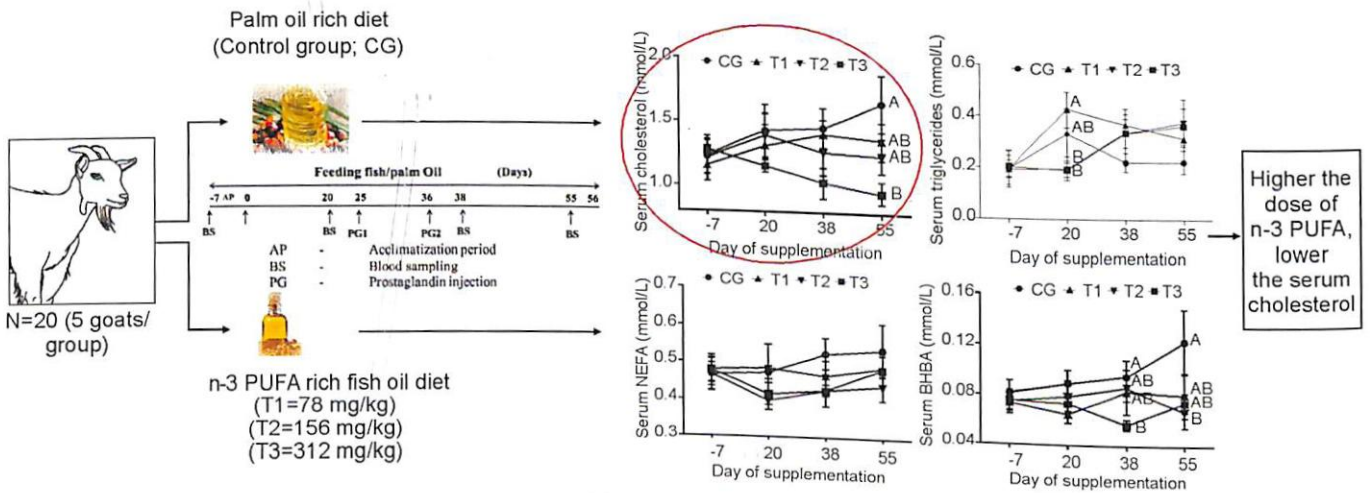 Palm oil rich diet
(Control group; CG)
Feeding fish/palm Oil (Days)
-7 AP 0 20 25 36 38 55 56
BS BS PG1 PG2 BS BS
AP - Acclimatization period
BS - Blood sampling
PG - Prostaglandin injection
N=20 (5 goats/
group)
n-3 PUFA rich fish oil diet
(T1=78 mg/kg)
(T2=156 mg/kg)
(T3=312 mg/kg)
Serum cholesterol (mmol/L)
2.0
1.5
1.0
CG T1 T2 T3
A
AB
AB
B
-7 20 38 55
Day of supplementation
Serum triglycerides (mmol/L)
0.6
0.4
0.2
0.0
CG T1 T2 T3
A
AB
B
B
-7 20 38 55
Day of supplementation
Serum NEFA (mmol/L)
0.7
0.6
0.5
0.4
0.3
CG T1 T2 T3
-7 20 38 55
Day of supplementation
Serum BHBA (mmol/L)
0.16
0.12
0.08
0.04
CG T1 T2 T3
A
AB
AB
B
A
AB
AB
B
-7 20 38 55
Day of supplementation
Higher the
dose of
n-3 PUFA,
lower
the serum
cholesterol